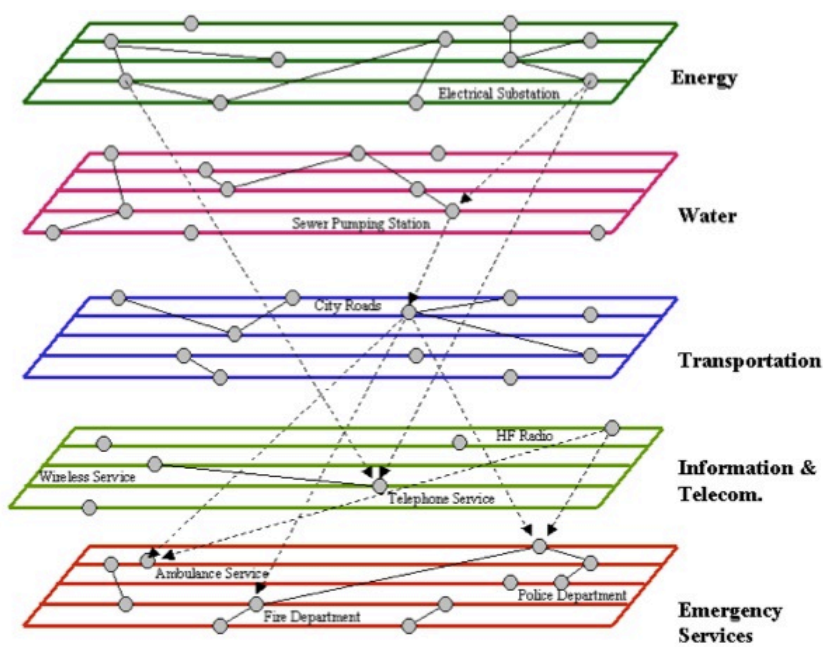 Electrical Substation
Energy
Sewer Pumping Station
Water
City Roads
Transportation
HF Radio
Wireless Service
Telephone Service
Information &
Telecom.
Ambulance Service
Police Department
Fire Department
Emergency
Services